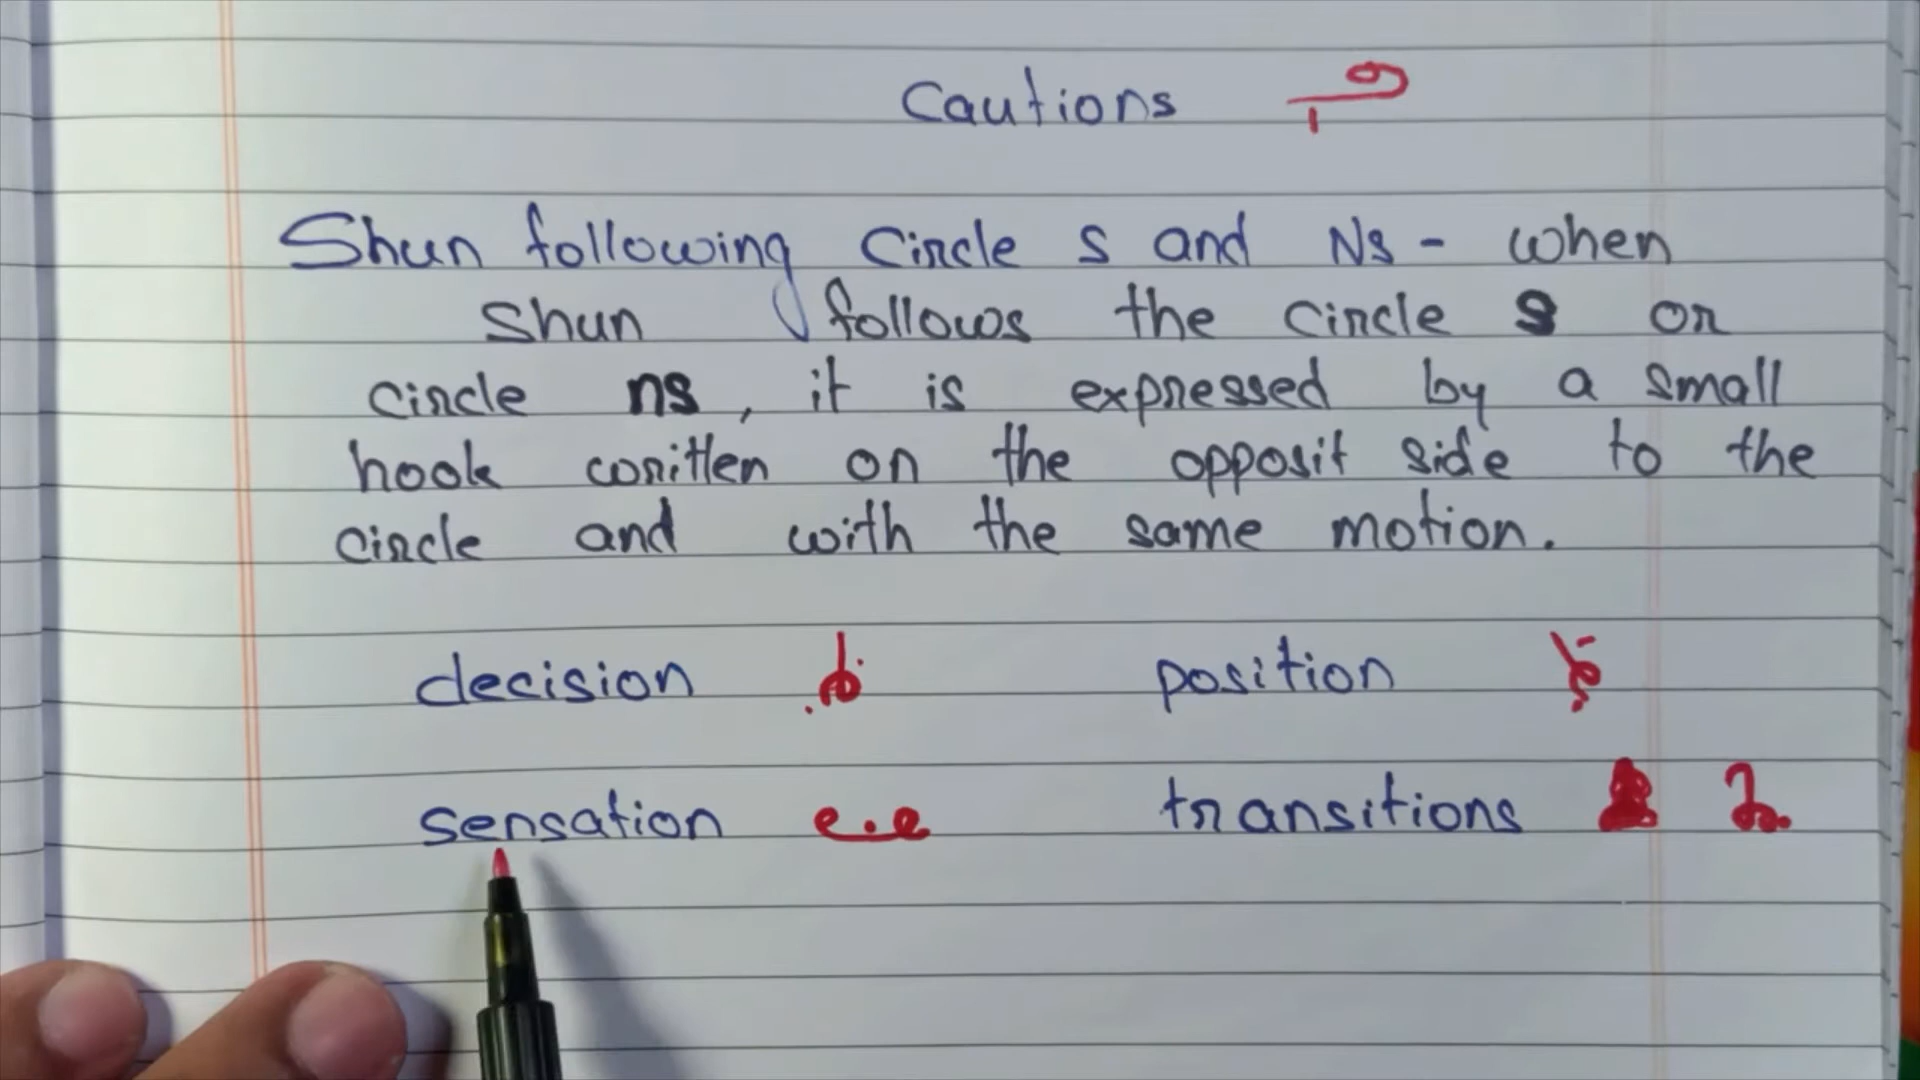 Cautions
Shun following Circle s and Ns - when
shun follows the circle s or
circle ns, it is expressed by a small
hook written on the opposit side to the
circle and with the same motion.
decision position
sensation transitions